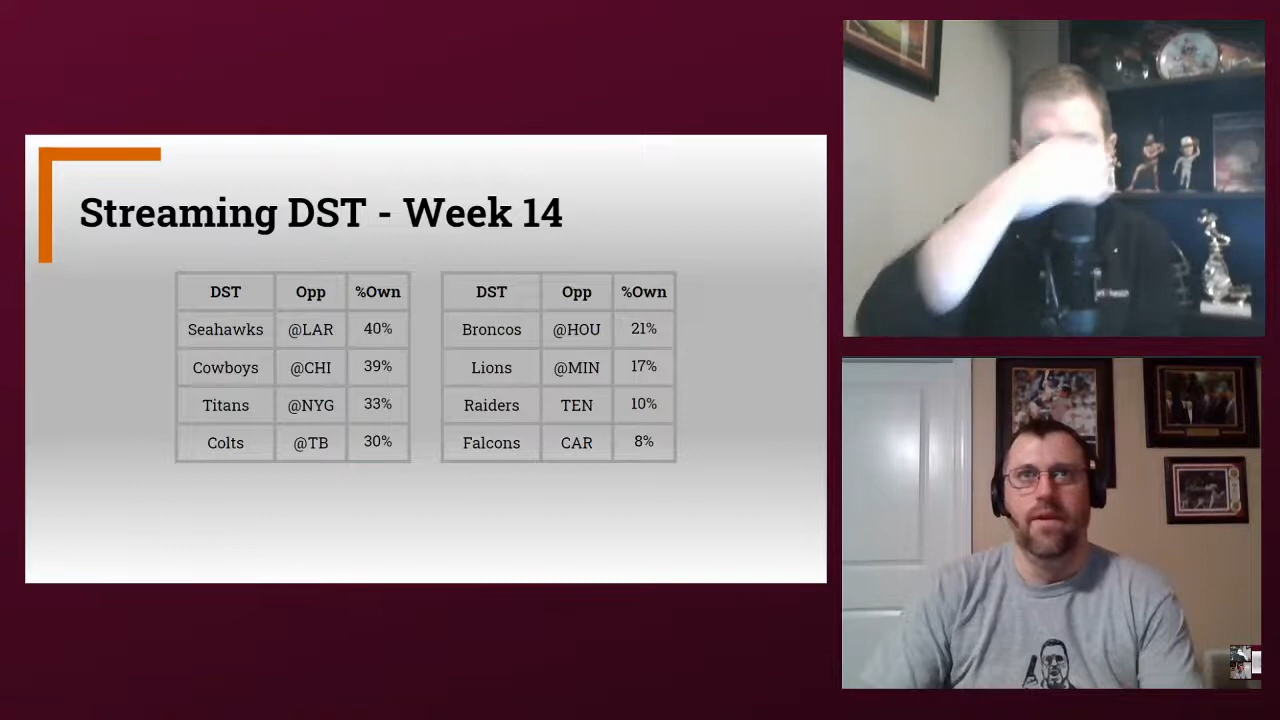 Streaming DST - Week 14
DST Opp %Own
Seahawks @LAR 40%
Cowboys @CHI 39%
Titans @NYG 33%
Colts @TB 30%
DST Opp %Own
Broncos @HOU 21%
Lions @MIN 17%
Raiders TEN 10%
Falcons CAR 8%